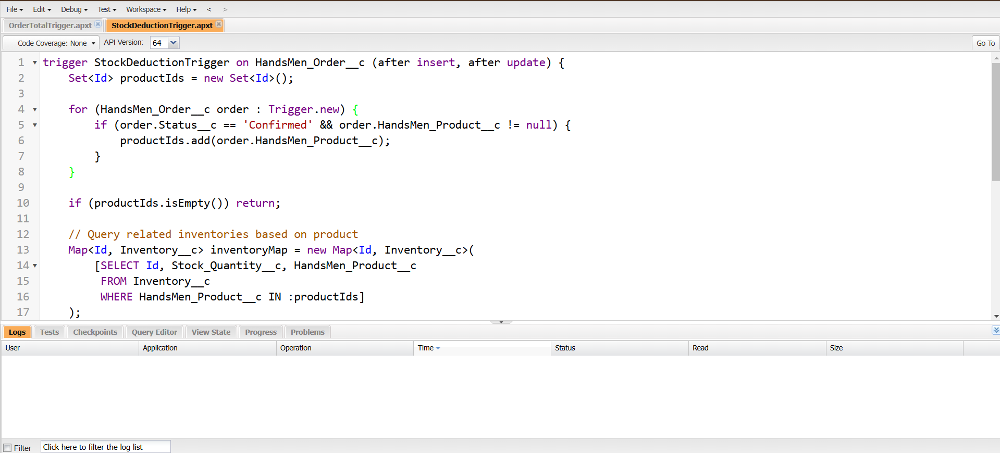 File Edit Debug Test Workspace Help < >
OrderTotalTrigger.apxt StockDeductionTrigger.apxt
Code Coverage: None API Version: 64 Go To
1 trigger StockDeductionTrigger on HandsMen_Order__c (after insert, after update) {
2     Set<Id> productIds = new Set<Id>();
3
4     for (HandsMen_Order__c order : Trigger.new) {
5         if (order.Status__c == 'Confirmed' && order.HandsMen_Product__c != null) {
6             productIds.add(order.HandsMen_Product__c);
7         }
8     }
9
10     if (productIds.isEmpty()) return;
11
12     // Query related inventories based on product
13     Map<Id, Inventory__c> inventoryMap = new Map<Id, Inventory__c>(
14         [SELECT Id, Stock_Quantity__c, HandsMen_Product__c
15          FROM Inventory__c
16          WHERE HandsMen_Product__c IN :productIds]
17     );
Logs Tests Checkpoints Query Editor View State Progress Problems
User Application Operation Time Status Read Size
Filter Click here to filter the log list